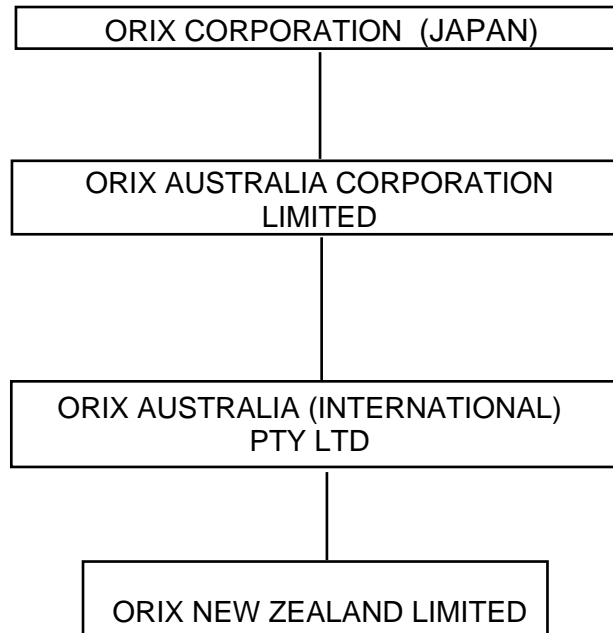 ORIX CORPORATION (JAPAN)
ORIX AUSTRALIA CORPORATION
LIMITED
ORIX AUSTRALIA (INTERNATIONAL)
PTY LTD
ORIX NEW ZEALAND LIMITED